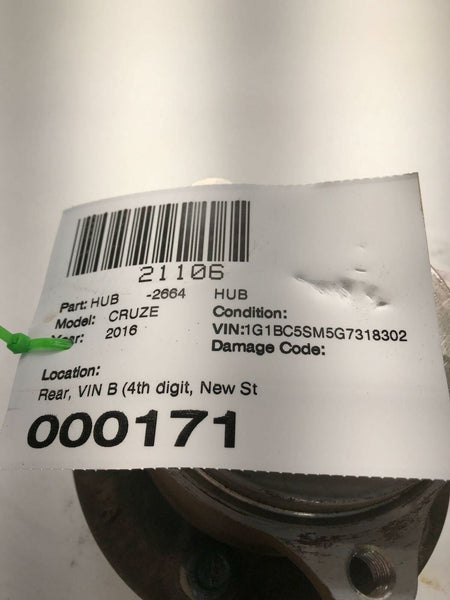 21106
Part: HUB -2664 HUB
Model: CRUZE Condition:
Year: 2016 VIN:1G1BC5SM5G7318302
Damage Code:
Location:
Rear, VIN B (4th digit, New St
000171